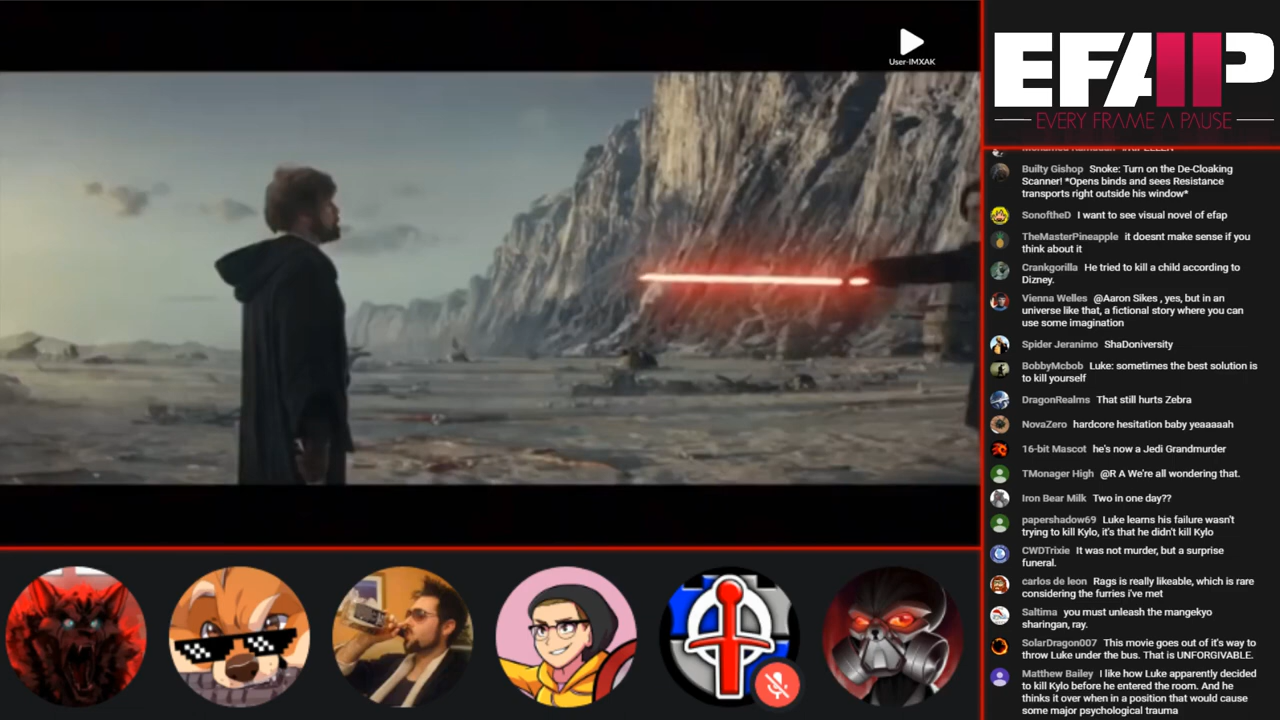 User-IMXAK
EFAP
EVERY FRAME A PAUSE
Builty Gishop Snoke: Turn on the De-Cloaking
Scanner! *Opens binds and sees Resistance
transports right outside his window*
SonoftheD I want to see visual novel of efap
TheMasterPineapple it doesnt make sense if you
think about it
Crankgorilla He tried to kill a child according to
Dizney.
Vienna Welles @Aaron Sikes , yes, but in an
universe like that, a fictional story where you can
use some imagination
Spider Jeranimo ShaDoniversity
BobbyMcbob Luke: sometimes the best solution is
to kill yourself
DragonRealms That still hurts Zebra
NovaZero hardcore hesitation baby yeaaaaah
16-bit Mascot he's now a Jedi Grandmurder
TMonager High @R A We're all wondering that.
Iron Bear Milk Two in one day??
papershadow69 Luke learns his failure wasn't
trying to kill Kylo, it's that he didn't kill Kylo
CWDTrixie It was not murder, but a surprise
funeral.
carlos de leon Rags is really likeable, which is rare
considering the furries i've met
Saltima you must unleash the mangekyo
sharingan, ray.
SolarDragon007 This movie goes out of it's way to
throw Luke under the bus. That is UNFORGIVABLE.
Matthew Bailey I like how Luke apparently decided
to kill Kylo before he entered the room. And he
thinks it over when in a position that would cause
some major psychological trauma